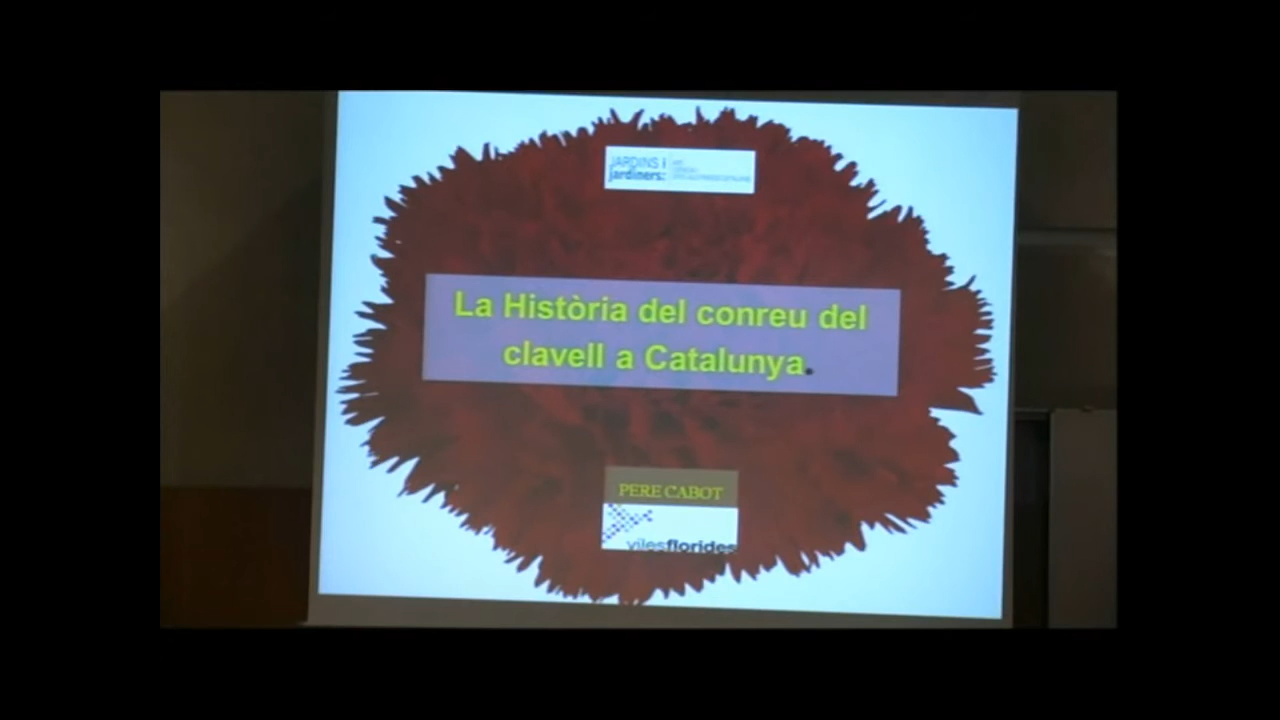 JARDINS I
jardiners:
La Història del conreu del
clavell a Catalunya.
PERE CABOT
vilesflorides